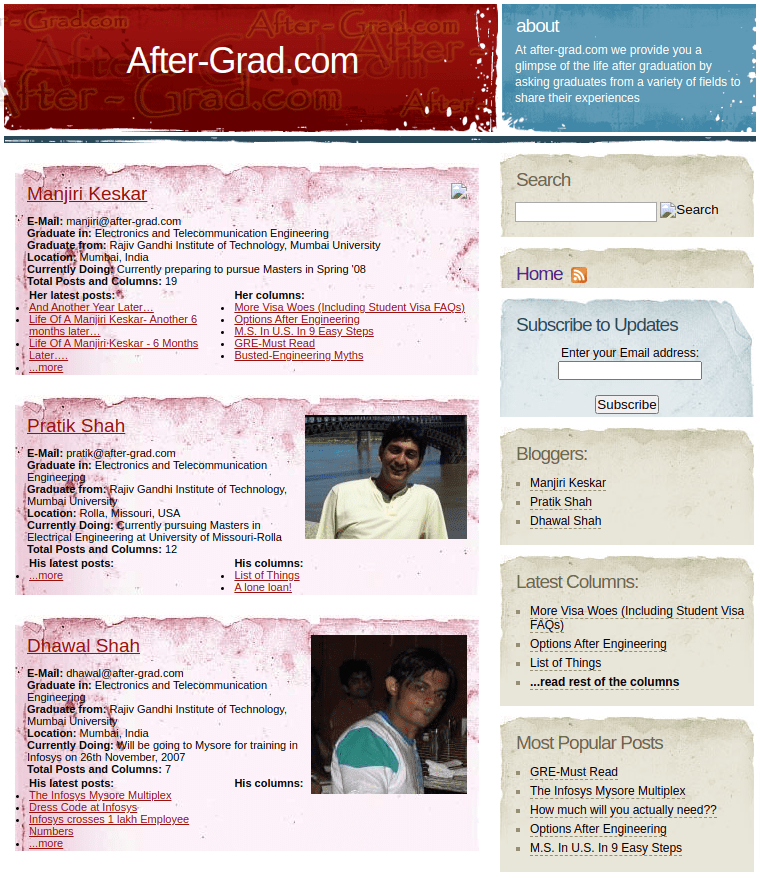 After-Grad.com
about
At after-grad.com we provide you a
glimpse of the life after graduation by
asking graduates from a variety of fields to
share their experiences
Manjiri Keskar
E-Mail: manjiri@after-grad.com
Graduate in: Electronics and Telecommunication Engineering
Graduate from: Rajiv Gandhi Institute of Technology, Mumbai University
Location: Mumbai, India
Currently Doing: Currently preparing to pursue Masters in Spring '08
Total Posts and Columns: 19
Her latest posts:
And Another Year Later…
Life Of A Manjiri Keskar- Another 6
months later…
Life Of A Manjiri Keskar - 6 Months
Later….
...more
Her columns:
More Visa Woes (Including Student Visa FAQs)
Options After Engineering
M.S. In U.S. In 9 Easy Steps
GRE-Must Read
Busted-Engineering Myths
Pratik Shah
E-Mail: pratik@after-grad.com
Graduate in: Electronics and Telecommunication
Engineering
Graduate from: Rajiv Gandhi Institute of Technology,
Mumbai University
Location: Rolla, Missouri, USA
Currently Doing: Currently pursuing Masters in
Electrical Engineering at University of Missouri-Rolla
Total Posts and Columns: 12
His latest posts:
...more
His columns:
List of Things
A lone loan!
Dhawal Shah
E-Mail: dhawal@after-grad.com
Graduate in: Electronics and Telecommunication
Engineering
Graduate from: Rajiv Gandhi Institute of Technology,
Mumbai University
Location: Mumbai, India
Currently Doing: Will be going to Mysore for training in
Infosys on 26th November, 2007
Total Posts and Columns: 7
His latest posts:
The Infosys Mysore Multiplex
Dress Code at Infosys
Infosys crosses 1 lakh Employee
Numbers
...more
His columns:
Search
Search
Home
Subscribe to Updates
Enter your Email address:
Subscribe
Bloggers:
Manjiri Keskar
Pratik Shah
Dhawal Shah
Latest Columns:
More Visa Woes (Including Student Visa
FAQs)
Options After Engineering
List of Things
...read rest of the columns
Most Popular Posts
GRE-Must Read
The Infosys Mysore Multiplex
How much will you actually need??
Options After Engineering
M.S. In U.S. In 9 Easy Steps